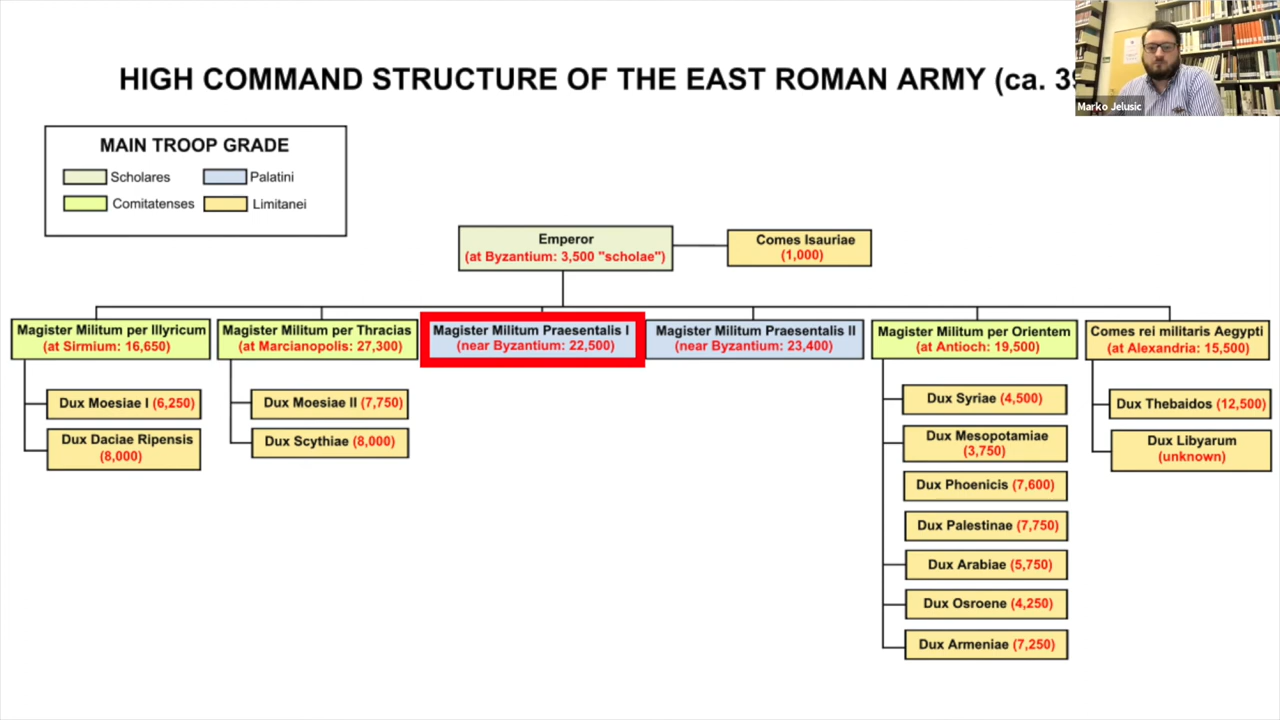 HIGH COMMAND STRUCTURE OF THE EAST ROMAN ARMY (ca.
Marko Jelusic
MAIN TROOP GRADE
Scholares
Palatini
Comitatenses
Limitanei
Emperor
(at Byzantium: 3,500 "scholae")
Comes Isauriae
(1,000)
Magister Militum per Illyricum
(at Sirmium: 16,650)
Magister Militum per Thracias
(at Marcianopolis: 27,300)
Magister Militum Praesentalis I
(near Byzantium: 22,500)
Magister Militum Praesentalis II
(near Byzantium: 23,400)
Magister Militum per Orientem
(at Antioch: 19,500)
Comes rei militaris Aegypti
(at Alexandria: 15,500)
Dux Moesiae I (6,250)
Dux Daciae Ripensis
(8,000)
Dux Moesiae II (7,750)
Dux Scythiae (8,000)
Dux Syriae (4,500)
Dux Mesopotamiae
(3,750)
Dux Phoenicis (7,600)
Dux Palestinae (7,750)
Dux Arabiae (5,750)
Dux Osroene (4,250)
Dux Armeniae (7,250)
Dux Thebaidos (12,500)
Dux Libyarum
(unknown)